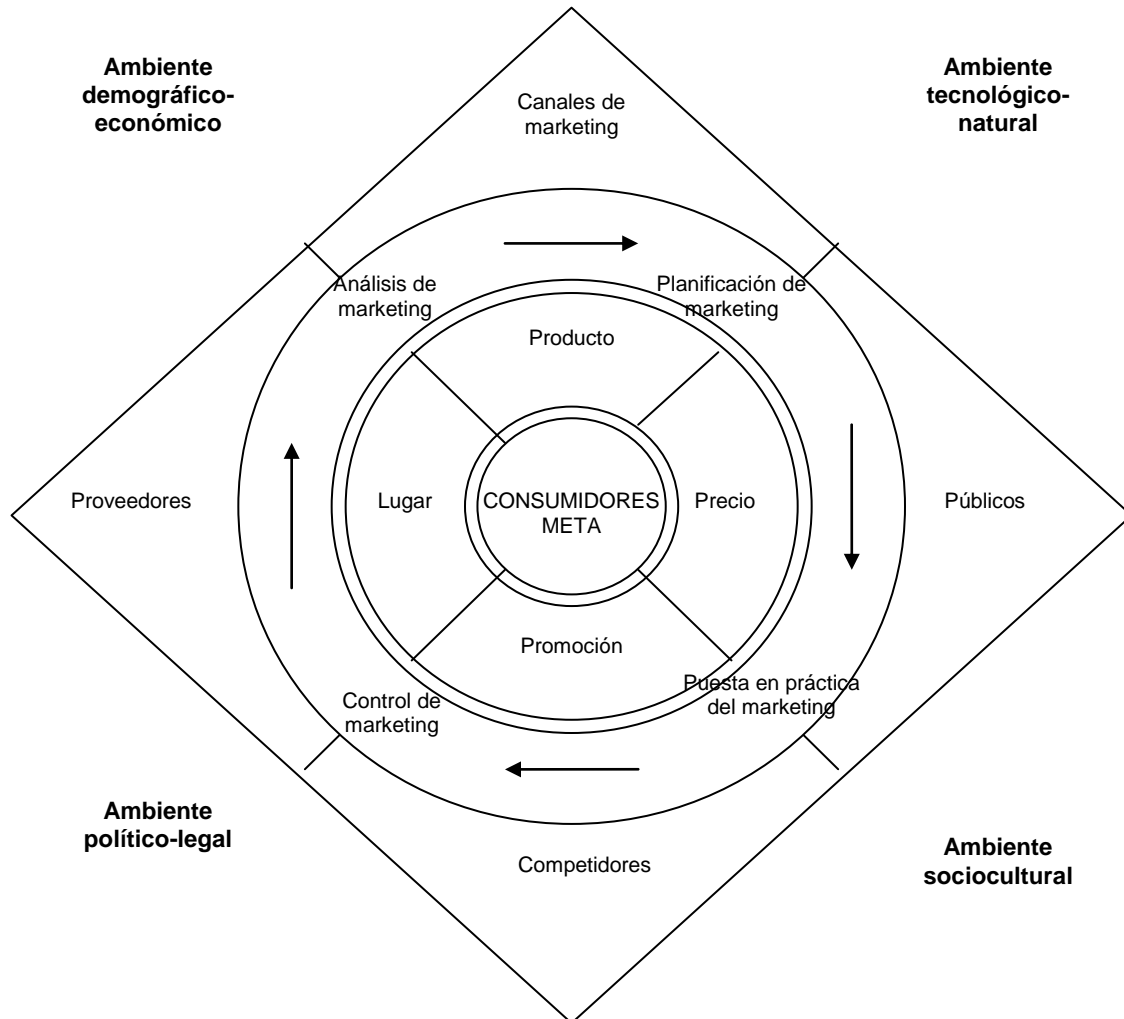 Ambiente
demográfico-
económico
Ambiente
tecnológico-
natural
Canales de
marketing
Análisis de
marketing
Planificación de
marketing
Producto
Proveedores
Lugar
CONSUMIDORES
META
Precio
Públicos
Promoción
Control de
marketing
Puesta en práctica
del marketing
Ambiente
político-legal
Competidores
Ambiente
sociocultural